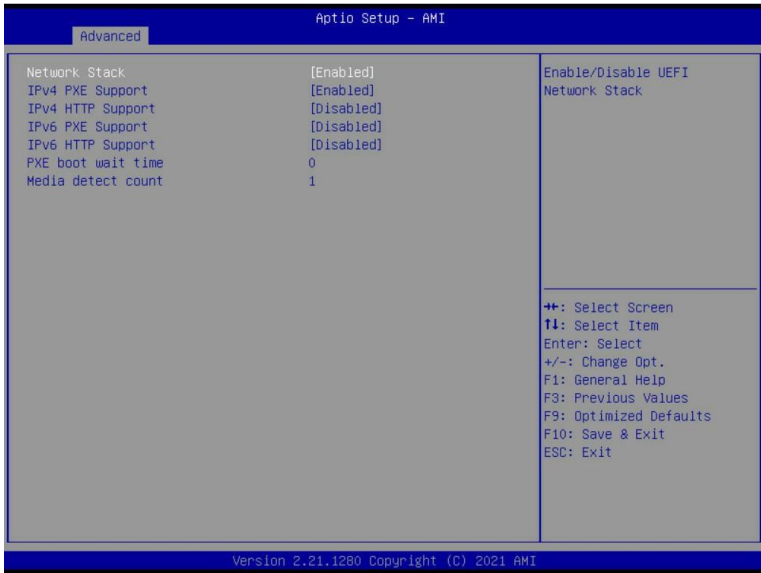 Aptio Setup – AMI
Advanced
Network Stack [Enabled]
IPv4 PXE Support [Enabled]
IPv4 HTTP Support [Disabled]
IPv6 PXE Support [Disabled]
IPv6 HTTP Support [Disabled]
PXE boot wait time 0
Media detect count 1
Enable/Disable UEFI
Network Stack
→←: Select Screen
↑↓: Select Item
Enter: Select
+/-: Change Opt.
F1: General Help
F3: Previous Values
F9: Optimized Defaults
F10: Save & Exit
ESC: Exit
Version 2.21.1280 Copyright (C) 2021 AMI